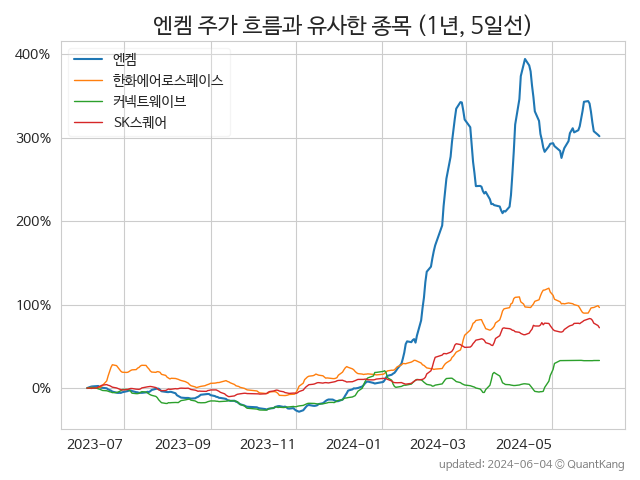 엔켐 주가 흐름과 유사한 종목 (1년, 5일선)
엔켐
한화에어로스페이스
커넥트웨이브
SK스퀘어
400%
300%
200%
100%
0%
2023-07 2023-09 2023-11 2024-01 2024-03 2024-05
updated: 2024-06-04 © QuantKang